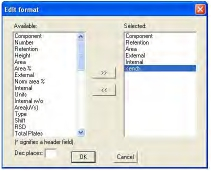 Edit format
Available:
Selected:
Component
Number
Retention
Height
Area
Area %
External
Norm area %
Internal
Units
Internal w/o
Area(uVs)
Type
Shift
RSD
Total Plates
>>
<<
Component
Retention
Area
External
Internal
(* signifies a header field)
Dec places:
OK
Cancel